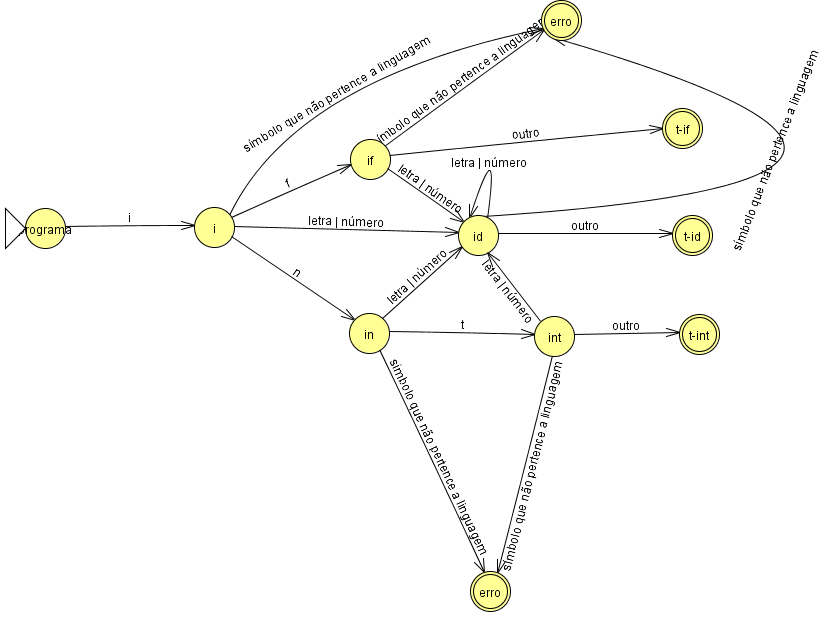 erro
símbolo que não pertence a linguagem
símbolo que não pertence a linguagem
símbolo que não pertence a linguagem
outro
t-if
if
letra | número
letra | número
f
programa
i
i
letra | número
id
outro
t-id
n
letra | número
letra | número
in
t
int
outro
t-int
símbolo que não pertence a linguagem
símbolo que não pertence a linguagem
erro